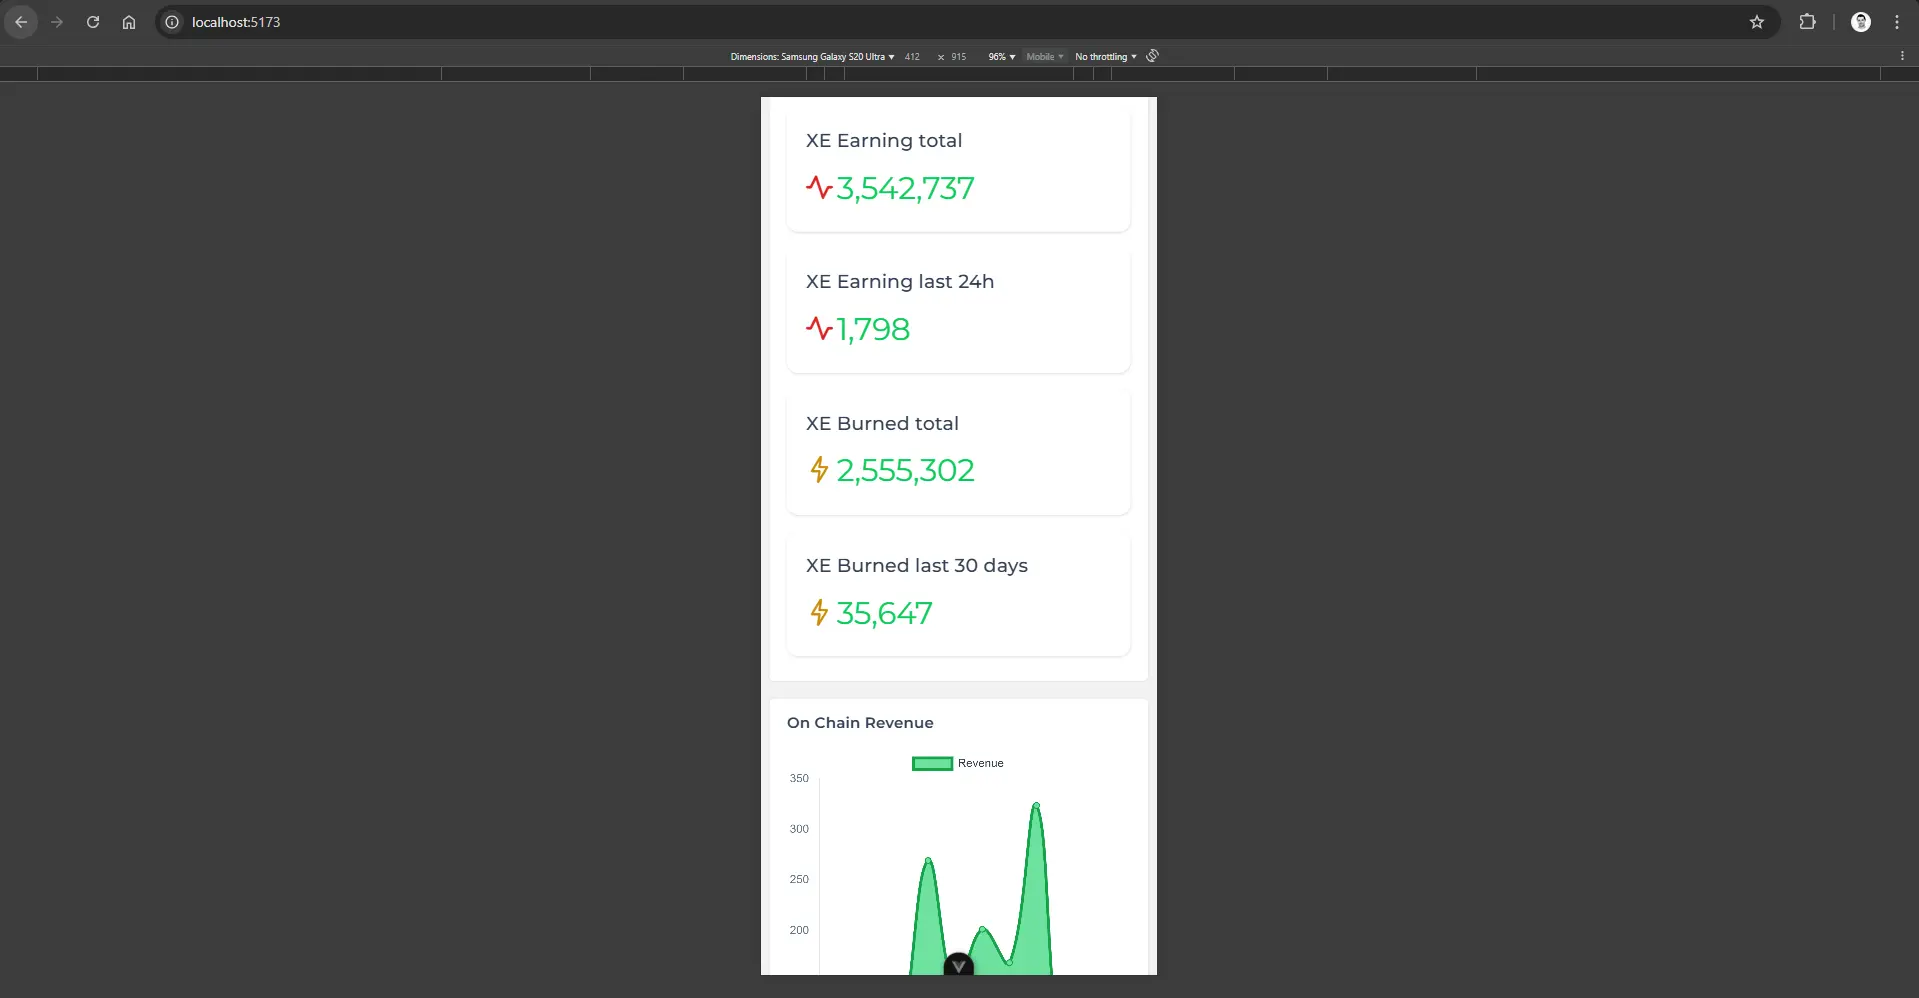 localhost:5173
Dimensions: Samsung Galaxy S20 Ultra ▼ 412 × 915 96% ▼ Mobile ▼ No throttling ▼
XE Earning total
3,542,737
XE Earning last 24h
1,798
XE Burned total
2,555,302
XE Burned last 30 days
35,647
On Chain Revenue
Revenue
350
300
250
200